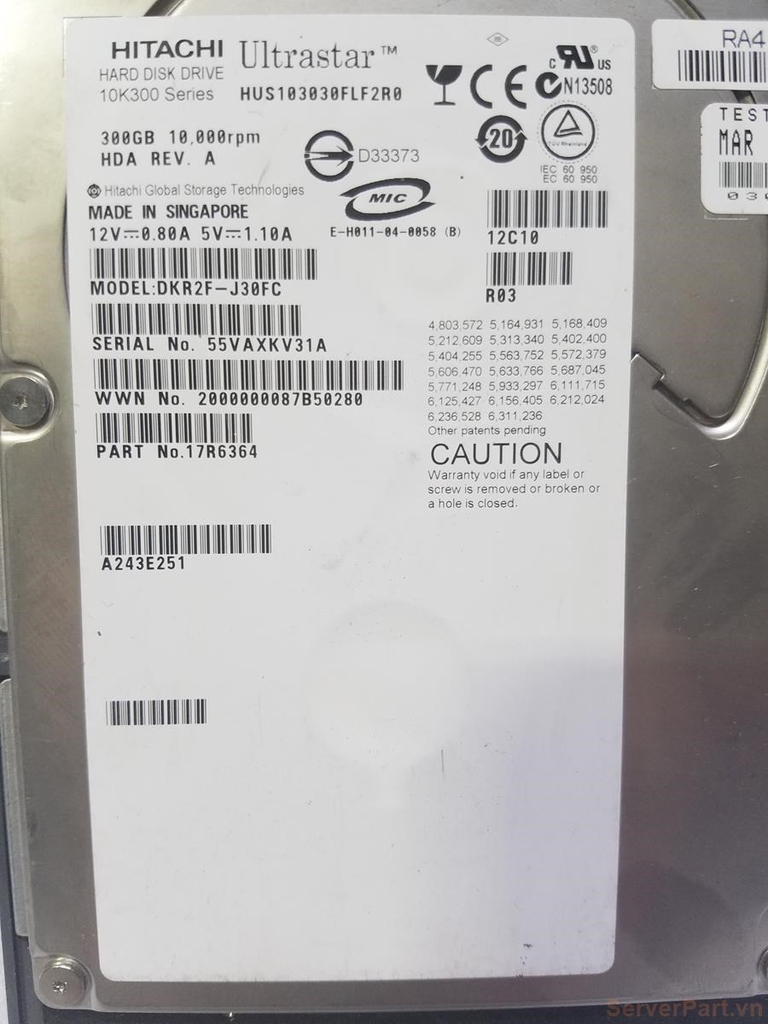 HITACHI Ultrastar™
HARD DISK DRIVE
10K300 Series HUS103030FLF2R0
300GB 10,000rpm
HDA REV. A
D33373
Hitachi Global Storage Technologies
MADE IN SINGAPORE
12V⎓0.80A 5V⎓1.10A
MIC
E-H011-04-0058 (B)
C UR® US
CE N13508
20
TÜV Rheinland
IEC 60 950
EC 60 950
12C10
R03
MODEL:DKR2F-J30FC
SERIAL No. 55VAXKV31A
WWN No. 2000000087B50280
PART No.17R6364
A243E251
4,803,572 5,164,931 5,168,409
5,212,609 5,313,340 5,402,400
5,404,255 5,563,752 5,572,379
5,606,470 5,633,766 5,687,045
5,771,248 5,933,297 6,111,715
6,125,427 6,156,405 6,212,024
6,236,528 6,311,236
Other patents pending
CAUTION
Warranty void if any label or
screw is removed or broken or
a hole is closed.
RA4
TEST
MAR
ServerPart.vn